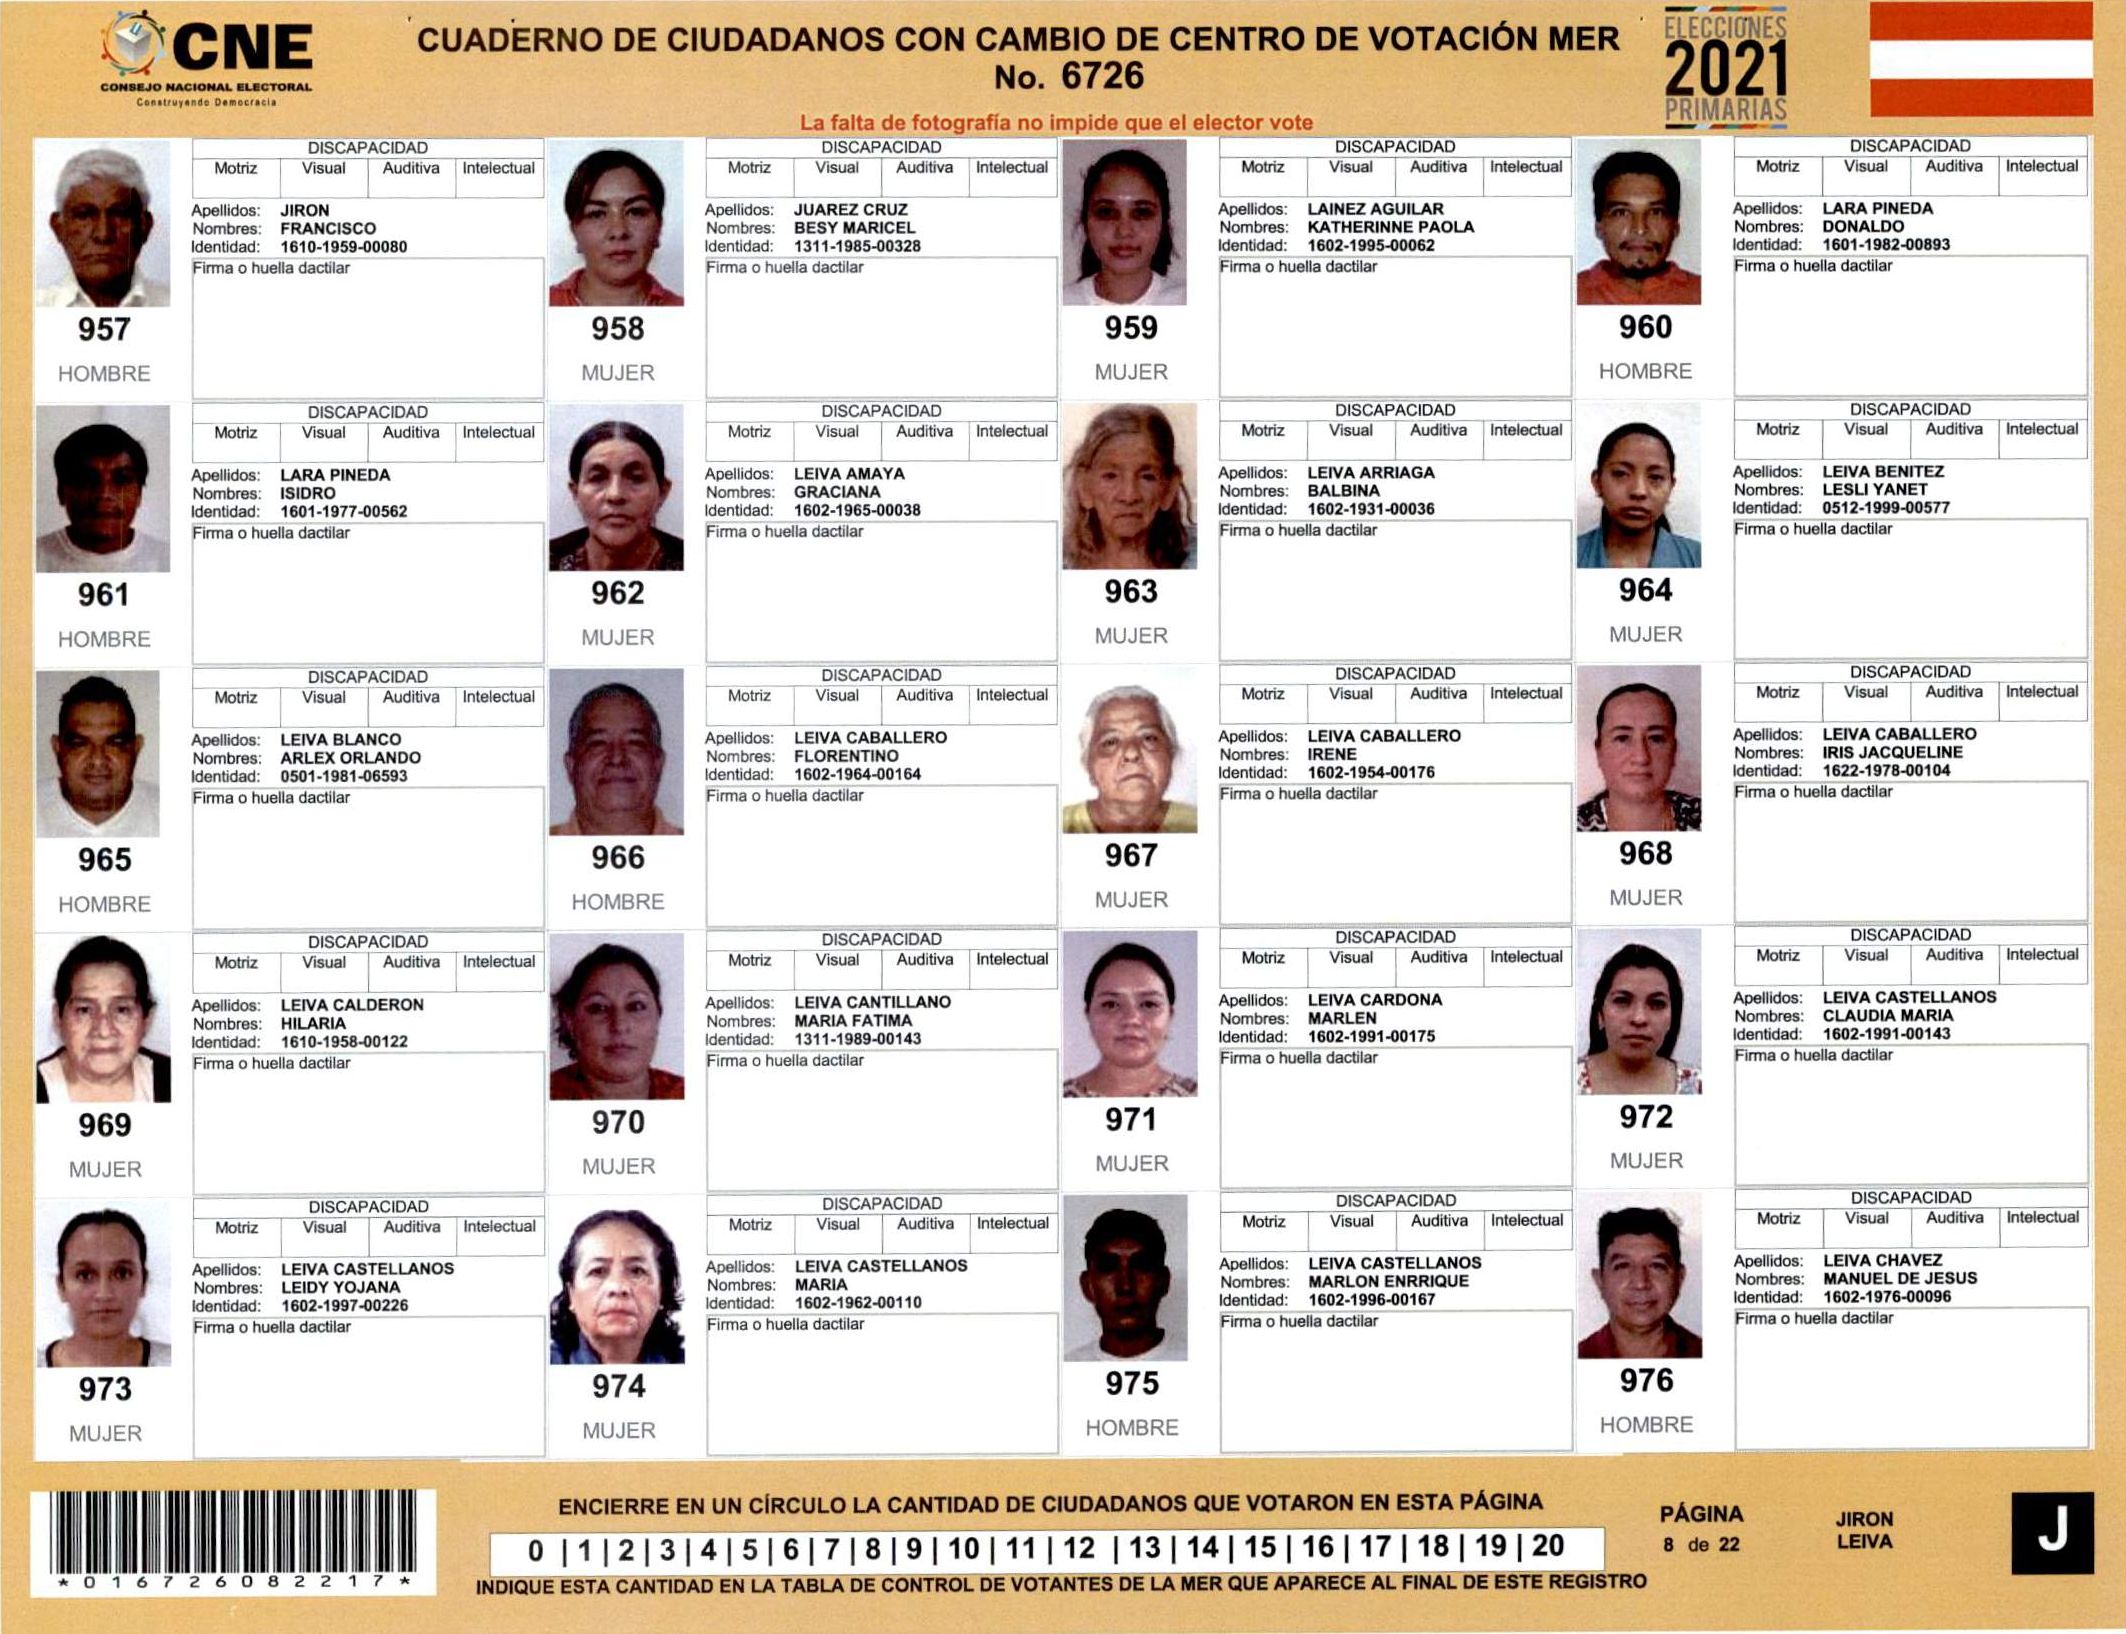 CNE
CONSEJO NACIONAL ELECTORAL
Construyendo Democracia
CUADERNO DE CIUDADANOS CON CAMBIO DE CENTRO DE VOTACIÓN MER
No. 6726
La falta de fotografía no impide que el elector vote
ELECCIONES
2021
PRIMARIAS
DISCAPACIDAD
Motriz Visual Auditiva Intelectual
Apellidos: JIRON
Nombres: FRANCISCO
Identidad: 1610-1959-00080
Firma o huella dactilar
957
HOMBRE
DISCAPACIDAD
Motriz Visual Auditiva Intelectual
Apellidos: JUAREZ CRUZ
Nombres: BESY MARICEL
Identidad: 1311-1985-00328
Firma o huella dactilar
958
MUJER
DISCAPACIDAD
Motriz Visual Auditiva Intelectual
Apellidos: LAINEZ AGUILAR
Nombres: KATHERINNE PAOLA
Identidad: 1602-1995-00062
Firma o huella dactilar
959
MUJER
DISCAPACIDAD
Motriz Visual Auditiva Intelectual
Apellidos: LARA PINEDA
Nombres: DONALDO
Identidad: 1601-1982-00893
Firma o huella dactilar
960
HOMBRE
DISCAPACIDAD
Motriz Visual Auditiva Intelectual
Apellidos: LARA PINEDA
Nombres: ISIDRO
Identidad: 1601-1977-00562
Firma o huella dactilar
961
HOMBRE
DISCAPACIDAD
Motriz Visual Auditiva Intelectual
Apellidos: LEIVA AMAYA
Nombres: GRACIANA
Identidad: 1602-1965-00038
Firma o huella dactilar
962
MUJER
DISCAPACIDAD
Motriz Visual Auditiva Intelectual
Apellidos: LEIVA ARRIAGA
Nombres: BALBINA
Identidad: 1602-1931-00036
Firma o huella dactilar
963
MUJER
DISCAPACIDAD
Motriz Visual Auditiva Intelectual
Apellidos: LEIVA BENITEZ
Nombres: LESLI YANET
Identidad: 0512-1999-00577
Firma o huella dactilar
964
MUJER
DISCAPACIDAD
Motriz Visual Auditiva Intelectual
Apellidos: LEIVA BLANCO
Nombres: ARLEX ORLANDO
Identidad: 0501-1981-06593
Firma o huella dactilar
965
HOMBRE
DISCAPACIDAD
Motriz Visual Auditiva Intelectual
Apellidos: LEIVA CABALLERO
Nombres: FLORENTINO
Identidad: 1602-1964-00164
Firma o huella dactilar
966
HOMBRE
DISCAPACIDAD
Motriz Visual Auditiva Intelectual
Apellidos: LEIVA CABALLERO
Nombres: IRENE
Identidad: 1602-1954-00176
Firma o huella dactilar
967
MUJER
DISCAPACIDAD
Motriz Visual Auditiva Intelectual
Apellidos: LEIVA CABALLERO
Nombres: IRIS JACQUELINE
Identidad: 1622-1978-00104
Firma o huella dactilar
968
MUJER
DISCAPACIDAD
Motriz Visual Auditiva Intelectual
Apellidos: LEIVA CALDERON
Nombres: HILARIA
Identidad: 1610-1958-00122
Firma o huella dactilar
969
MUJER
DISCAPACIDAD
Motriz Visual Auditiva Intelectual
Apellidos: LEIVA CANTILLANO
Nombres: MARIA FATIMA
Identidad: 1311-1989-00143
Firma o huella dactilar
970
MUJER
DISCAPACIDAD
Motriz Visual Auditiva Intelectual
Apellidos: LEIVA CARDONA
Nombres: MARLEN
Identidad: 1602-1991-00175
Firma o huella dactilar
971
MUJER
DISCAPACIDAD
Motriz Visual Auditiva Intelectual
Apellidos: LEIVA CASTELLANOS
Nombres: CLAUDIA MARIA
Identidad: 1602-1991-00143
Firma o huella dactilar
972
MUJER
DISCAPACIDAD
Motriz Visual Auditiva Intelectual
Apellidos: LEIVA CASTELLANOS
Nombres: LEIDY YOJANA
Identidad: 1602-1997-00226
Firma o huella dactilar
973
MUJER
DISCAPACIDAD
Motriz Visual Auditiva Intelectual
Apellidos: LEIVA CASTELLANOS
Nombres: MARIA
Identidad: 1602-1962-00110
Firma o huella dactilar
974
MUJER
DISCAPACIDAD
Motriz Visual Auditiva Intelectual
Apellidos: LEIVA CASTELLANOS
Nombres: MARLON ENRRIQUE
Identidad: 1602-1996-00167
Firma o huella dactilar
975
HOMBRE
DISCAPACIDAD
Motriz Visual Auditiva Intelectual
Apellidos: LEIVA CHAVEZ
Nombres: MANUEL DE JESUS
Identidad: 1602-1976-00096
Firma o huella dactilar
976
HOMBRE
*016726082217*
ENCIERRE EN UN CÍRCULO LA CANTIDAD DE CIUDADANOS QUE VOTARON EN ESTA PÁGINA
0 | 1 | 2 | 3 | 4 | 5 | 6 | 7 | 8 | 9 | 10 | 11 | 12 | 13 | 14 | 15 | 16 | 17 | 18 | 19 | 20
INDIQUE ESTA CANTIDAD EN LA TABLA DE CONTROL DE VOTANTES DE LA MER QUE APARECE AL FINAL DE ESTE REGISTRO
PÁGINA
8 de 22
JIRON
LEIVA
J